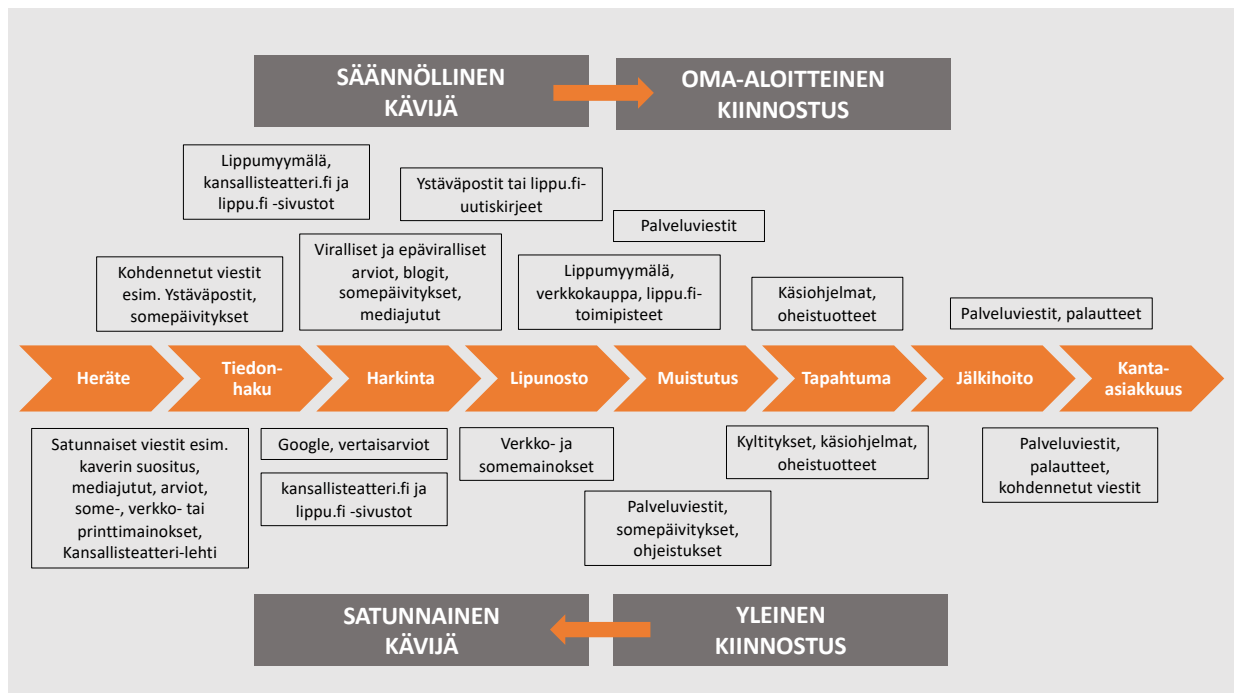 SÄÄNNÖLLINEN
KÄVIJÄ
OMA-ALOITTEINEN
KIINNOSTUS
Lippumyymälä,
kansallisteatteri.fi ja
lippu.fi -sivustot
Ystäväpostit tai lippu.fi-
uutiskirjeet
Palveluviestit
Kohdennetut viestit
esim. Ystäväpostit,
somepäivitykset
Viralliset ja epäviralliset
arviot, blogit,
somepäivitykset,
mediajutut
Lippumyymälä,
verkkokauppa, lippu.fi-
toimipisteet
Käsiohjelmat,
oheistuotteet
Palveluviestit, palautteet
Heräte
Tiedon-
haku
Harkinta
Lipunosto
Muistutus
Tapahtuma
Jälkihoito
Kanta-
asiakkuus
Satunnaiset viestit esim.
kaverin suositus,
mediajutut, arviot,
some-, verkko- tai
printtimainokset,
Kansallisteatteri-lehti
Google, vertaisarviot
kansallisteatteri.fi ja
lippu.fi -sivustot
Verkko- ja
somemainokset
Palveluviestit,
somepäivitykset,
ohjeistukset
Kyltitykset, käsiohjelmat,
oheistuotteet
Palveluviestit,
palautteet,
kohdennetut viestit
SATUNNAINEN
KÄVIJÄ
YLEINEN
KIINNOSTUS